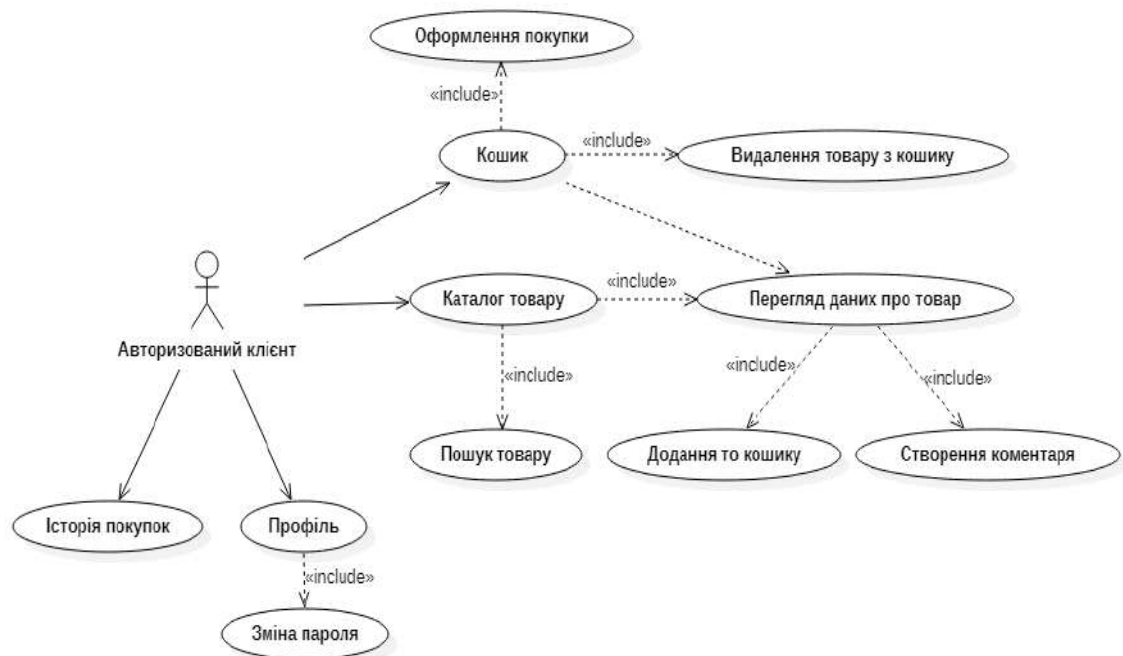 Оформлення покупки
«include»
Кошик
«include»
Видалення товару з кошику
Авторизований клієнт
Каталог товару
«include»
Перегляд даних про товар
«include»
«include»
«include»
Пошук товару
Додання то кошику
Створення коментаря
Історія покупок
Профіль
«include»
Зміна пароля